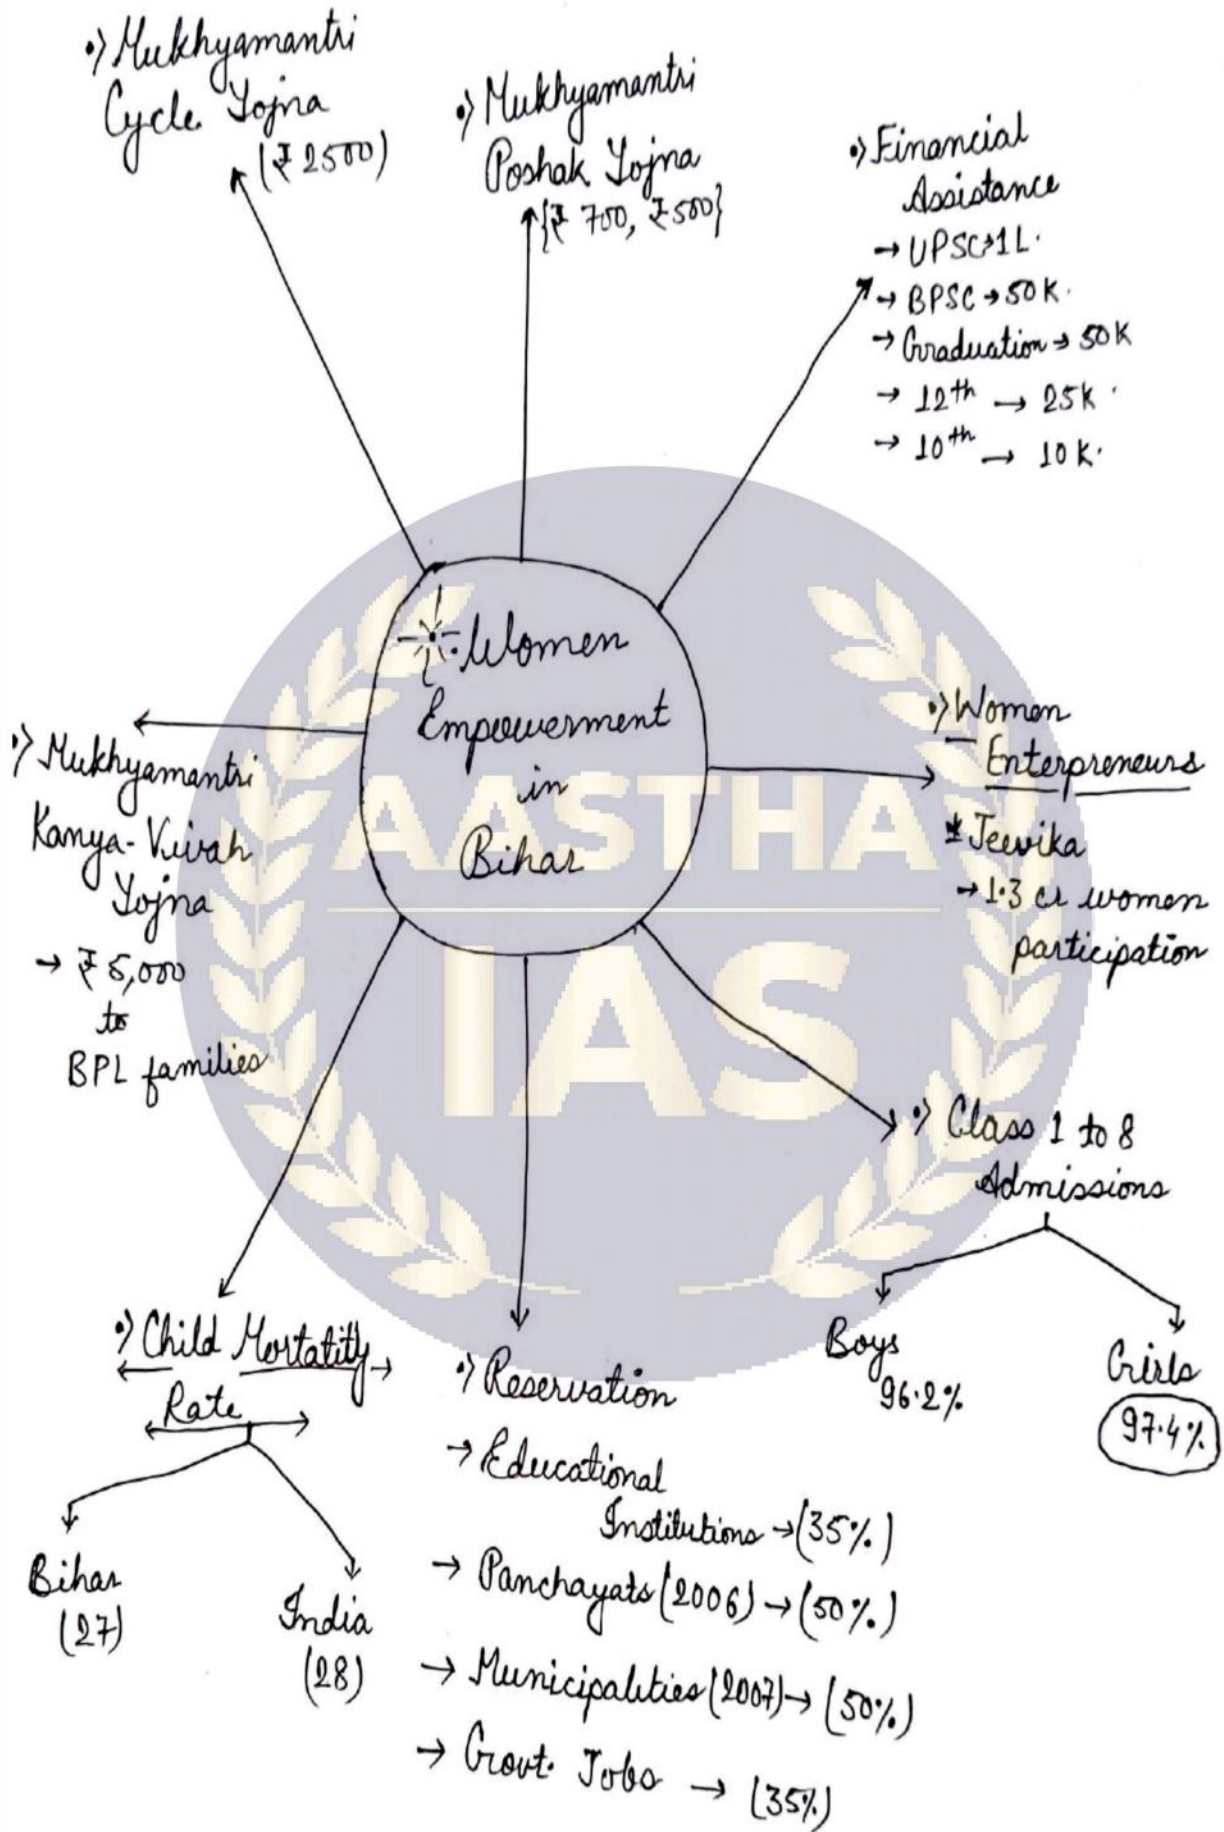 •) Mukhyamantri
Cycle Yojna
(₹ 2500)
•) Mukhyamantri
Poshak Yojna
{₹ 700, ₹ 500}
•) Financial
Assistance
→ UPSC → 1 L.
→ BPSC → 50 K.
→ Graduation → 50K
→ 12th → 25K.
→ 10th → 10 K.
Women
Empowerment
in
Bihar
•) Mukhyamantri
Kanya-Vivah
Yojna
→ ₹ 5,000
to
BPL families
•) Women
Enterpreneurs
* Jeevika
→ 1.3 cr women
participation
•) Class 1 to 8
Admissions
Boys
96.2%
Girls
97.4%
•) Child Mortatity
Rate
Bihar
(27)
India
(28)
•) Reservation
→ Educational
Institutions → (35%)
→ Panchayats (2006) → (50%)
→ Municipalities (2007) → (50%)
→ Govt. Jobs → (35%)
AASTHA
IAS